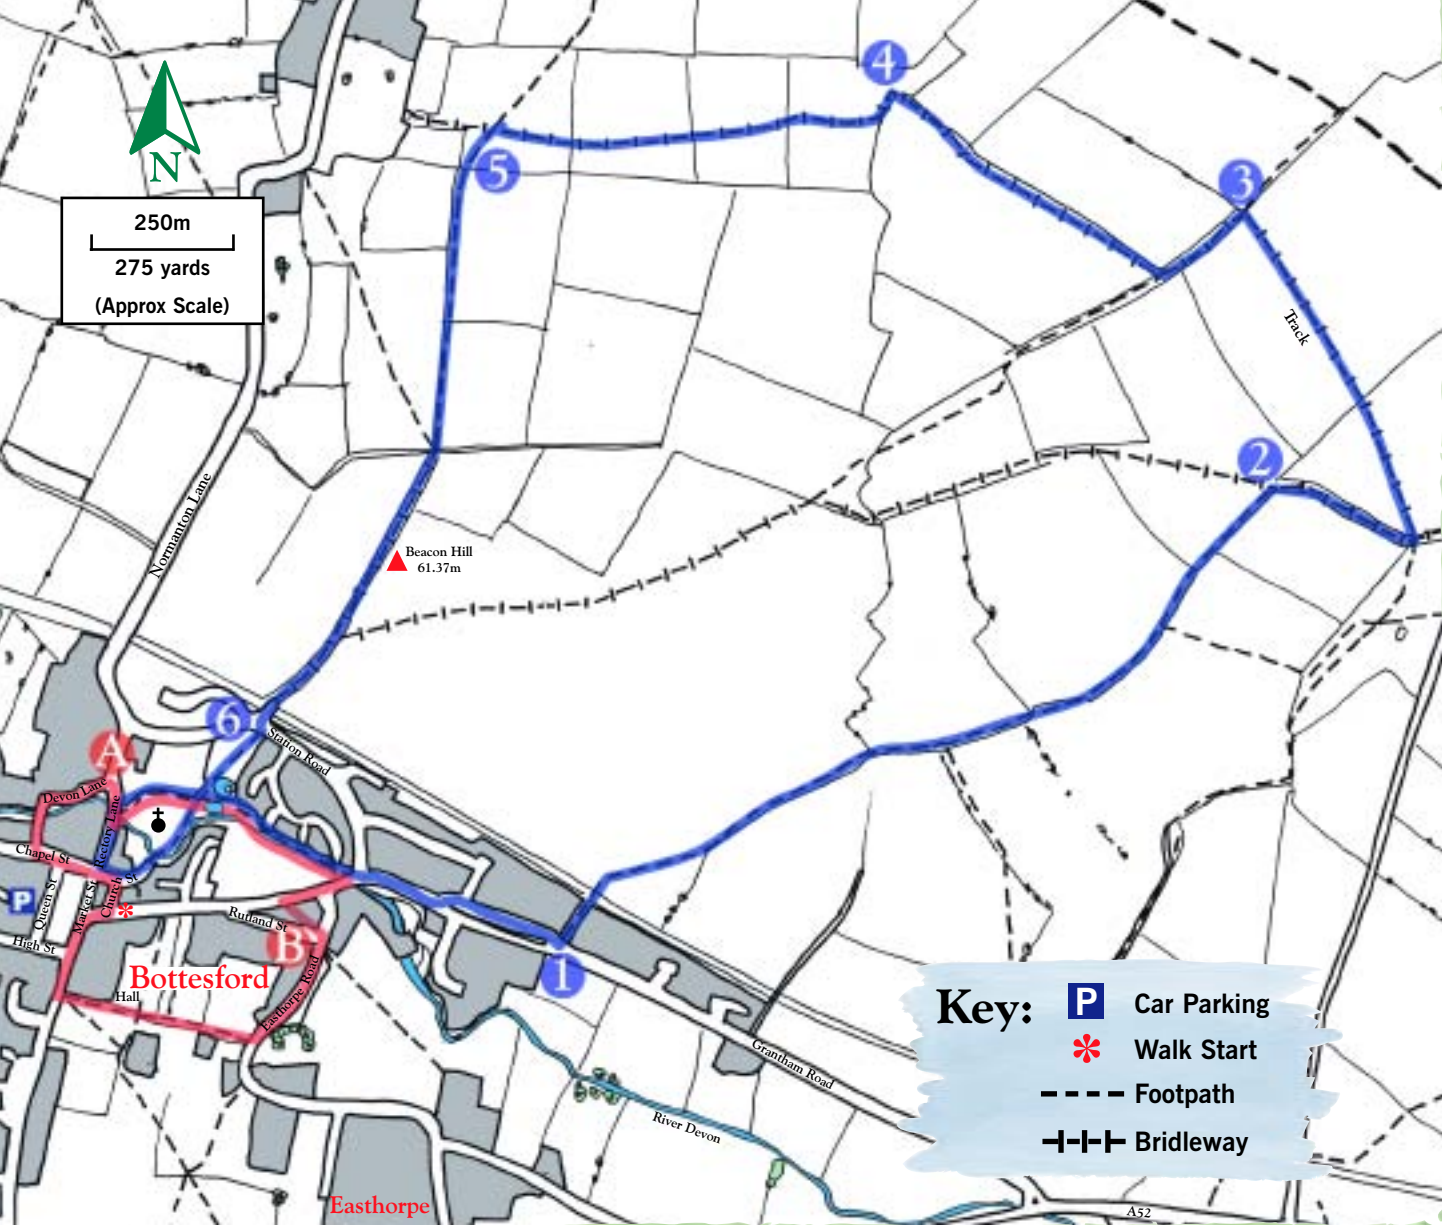 N
250m
275 yards
(Approx Scale)
4
3
5
Track
2
Normanton Lane
Beacon Hill
61.37m
6
Station Road
A
Devon Lane
Rectory Lane
Chapel St
Church St
Market St
Queen St
P
Rutland St
High St
B
1
Bottesford
Hall
Easthorpe Road
Grantham Road
River Devon
Easthorpe
A52
Key:
P Car Parking
Walk Start
Footpath
Bridleway